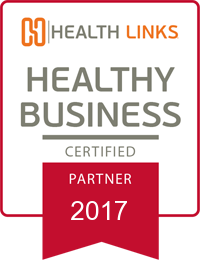 HEALTH LINKS
HEALTHY
BUSINESS
CERTIFIED
PARTNER
2017